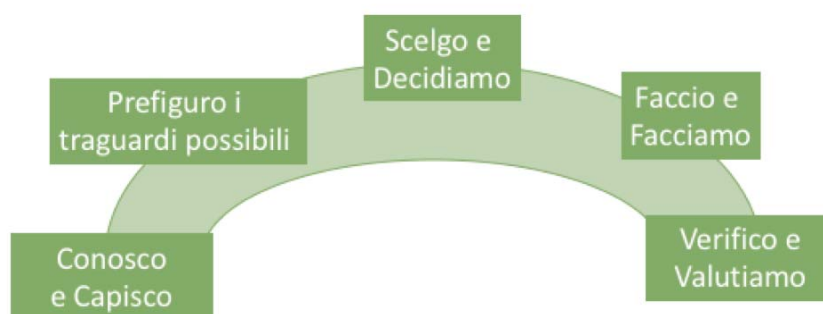 Conosco
e Capisco
Prefiguro i
traguardi possibili
Scelgo e
Decidiamo
Faccio e
Facciamo
Verifico e
Valutiamo